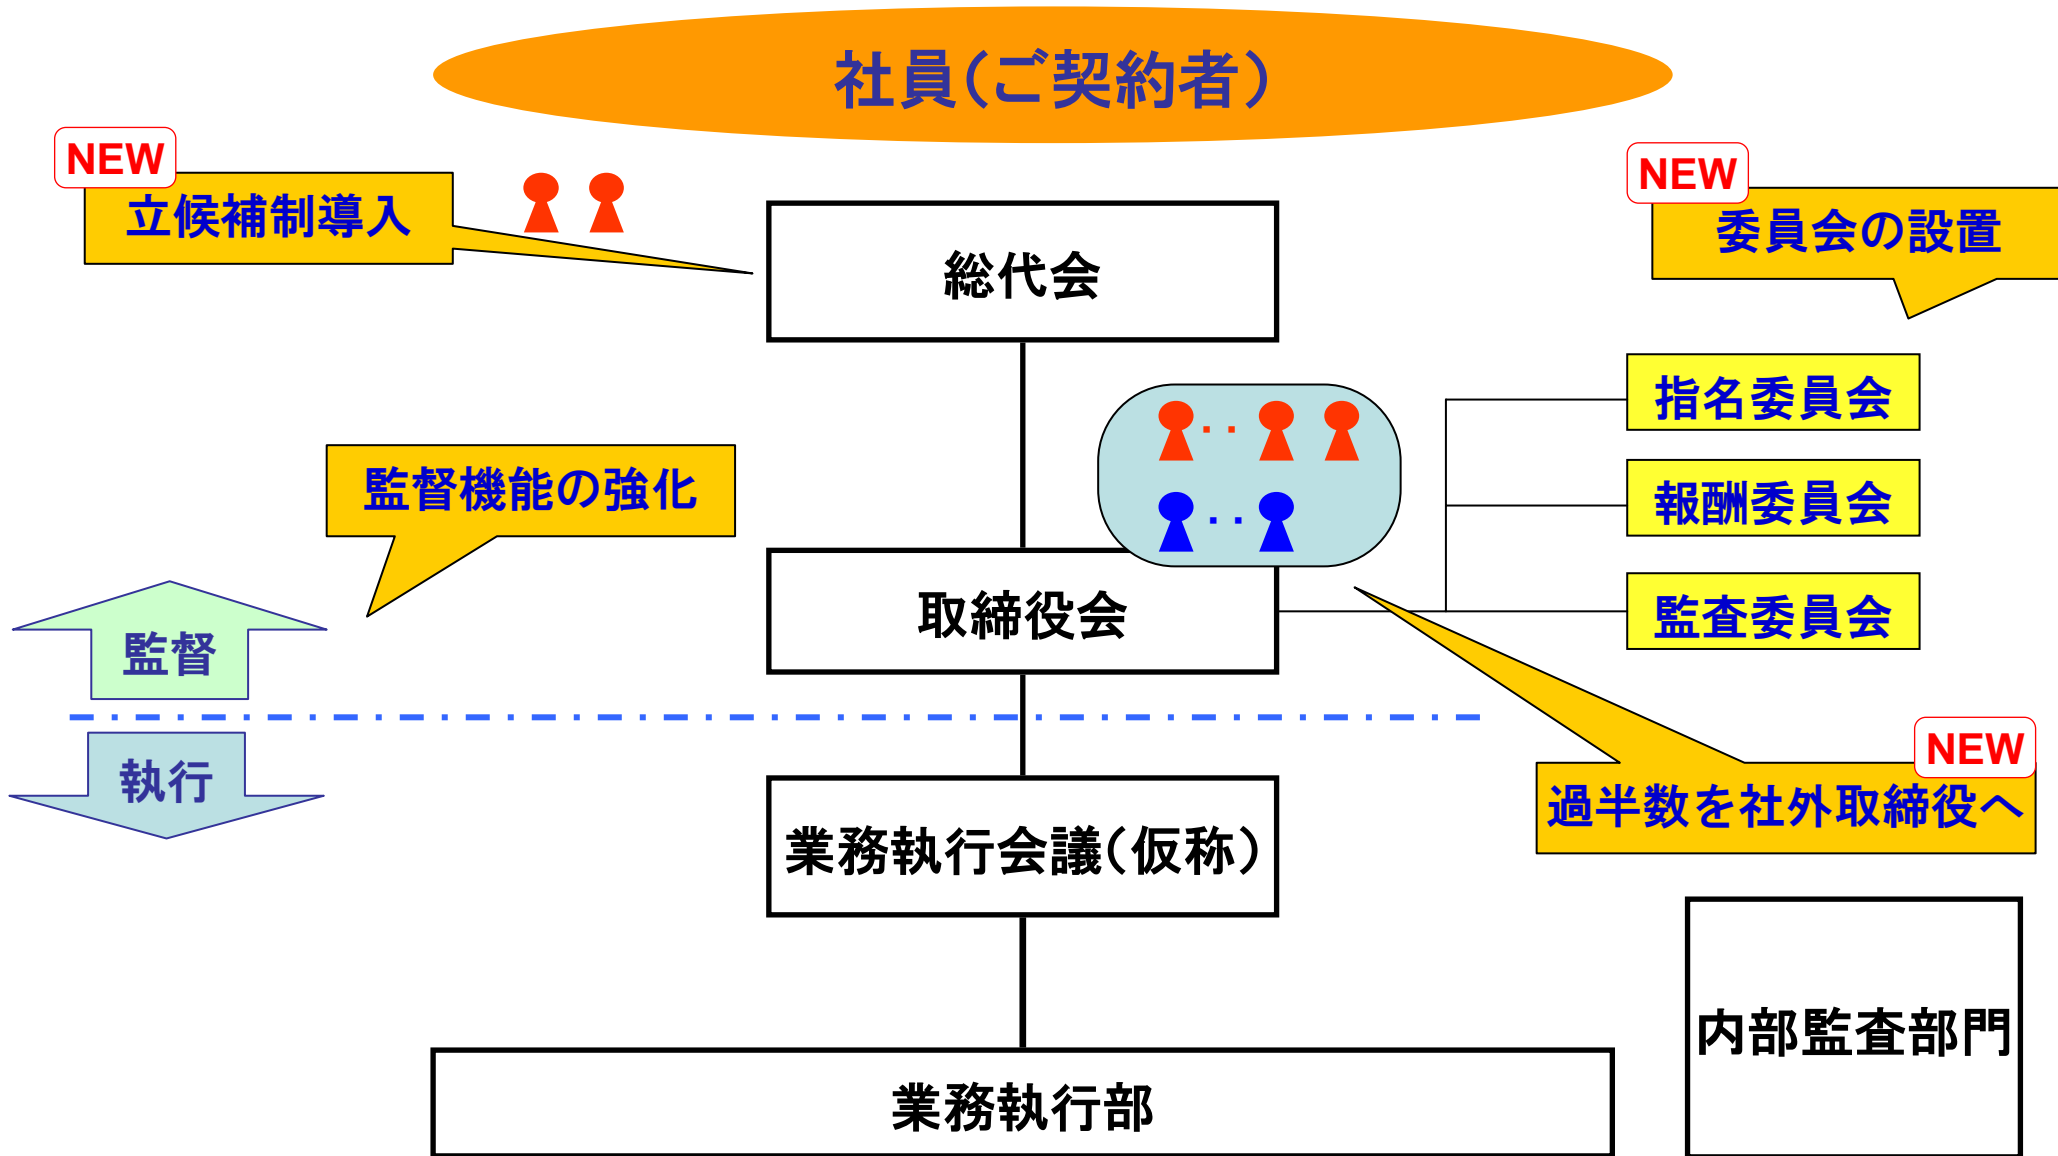 社員(ご契約者)
NEW
立候補制導入
NEW
委員会の設置
総代会
指名委員会
監督機能の強化
報酬委員会
取締役会
監査委員会
監督
執行
NEW
過半数を社外取締役へ
業務執行会議(仮称)
内部監査部門
業務執行部